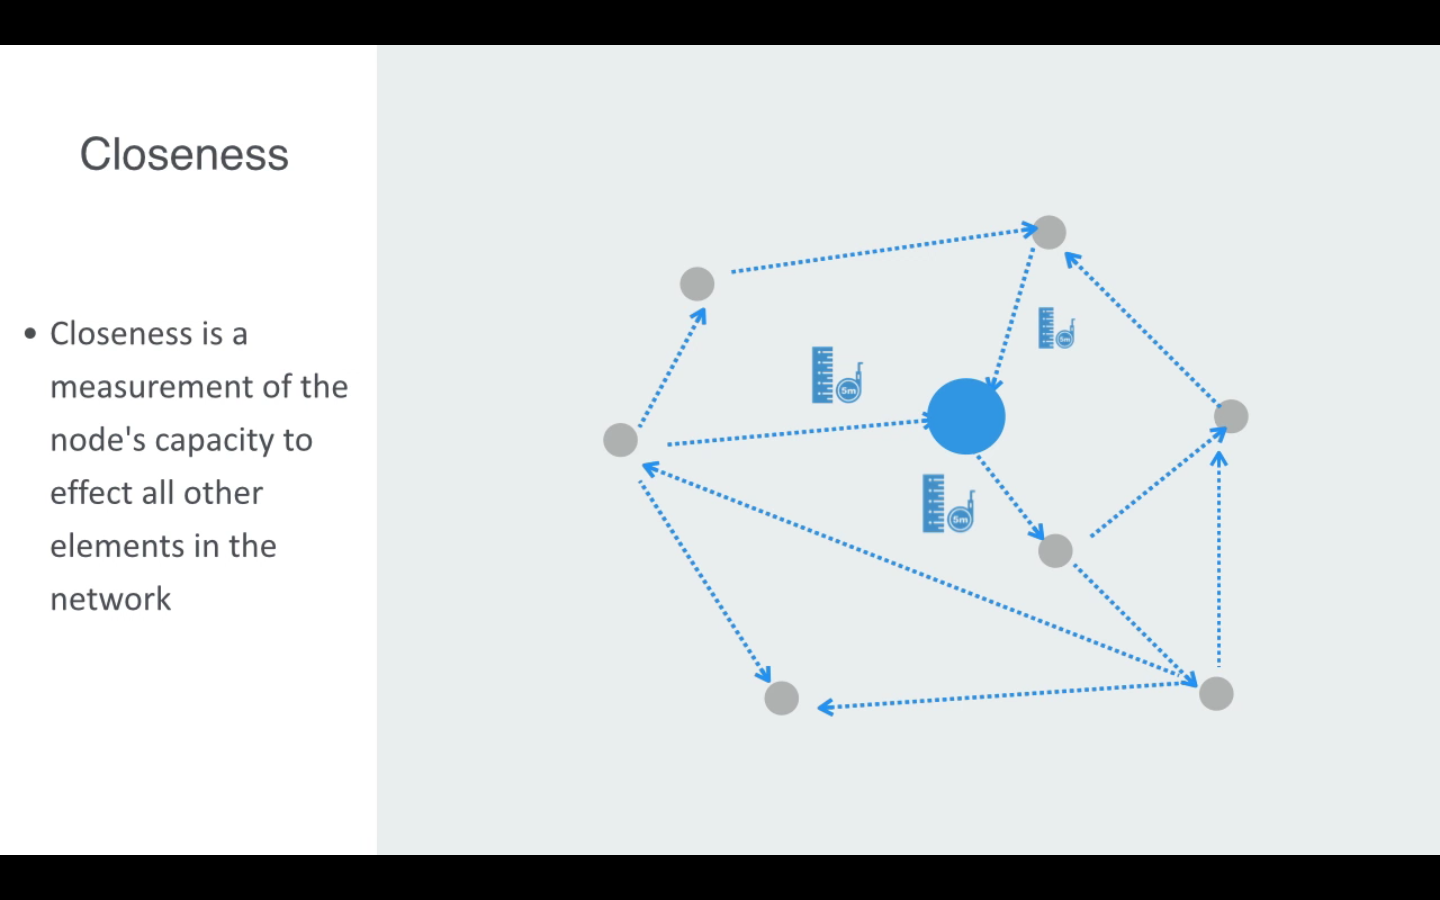 Closeness
• Closeness is a
measurement of the
node's capacity to
effect all other
elements in the
network
5m
5m
5m